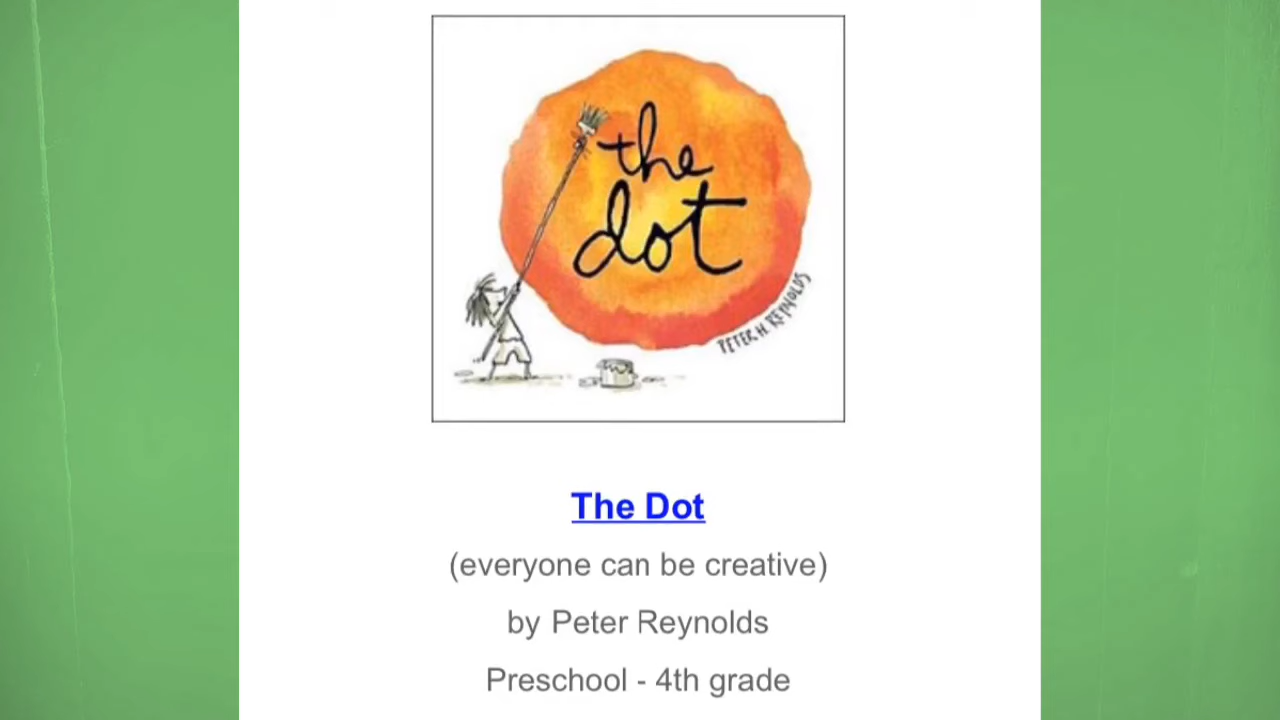 the
dot
PETER H. REYNOLDS
The Dot
(everyone can be creative)
by Peter Reynolds
Preschool - 4th grade